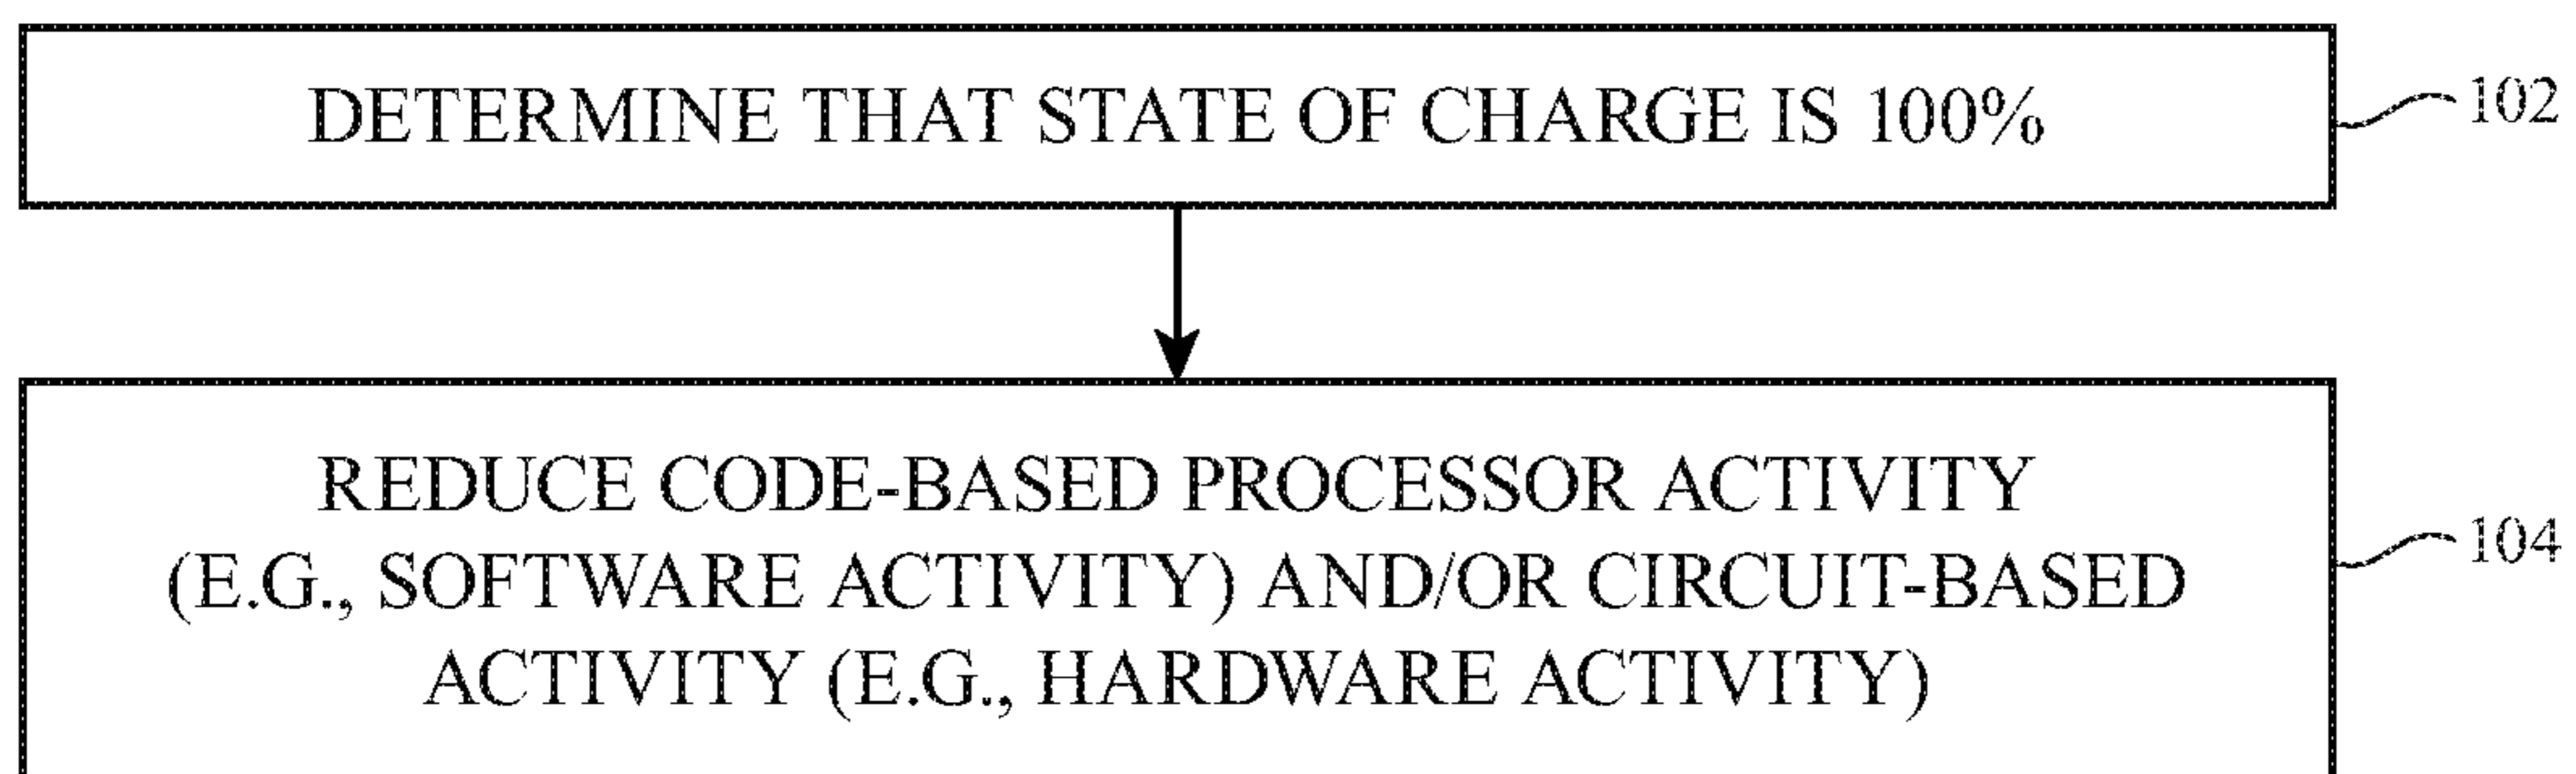 DETERMINE THAT STATE OF CHARGE IS 100%
102
REDUCE CODE-BASED PROCESSOR ACTIVITY
(E.G., SOFTWARE ACTIVITY) AND/OR CIRCUIT-BASED
ACTIVITY (E.G., HARDWARE ACTIVITY)
104